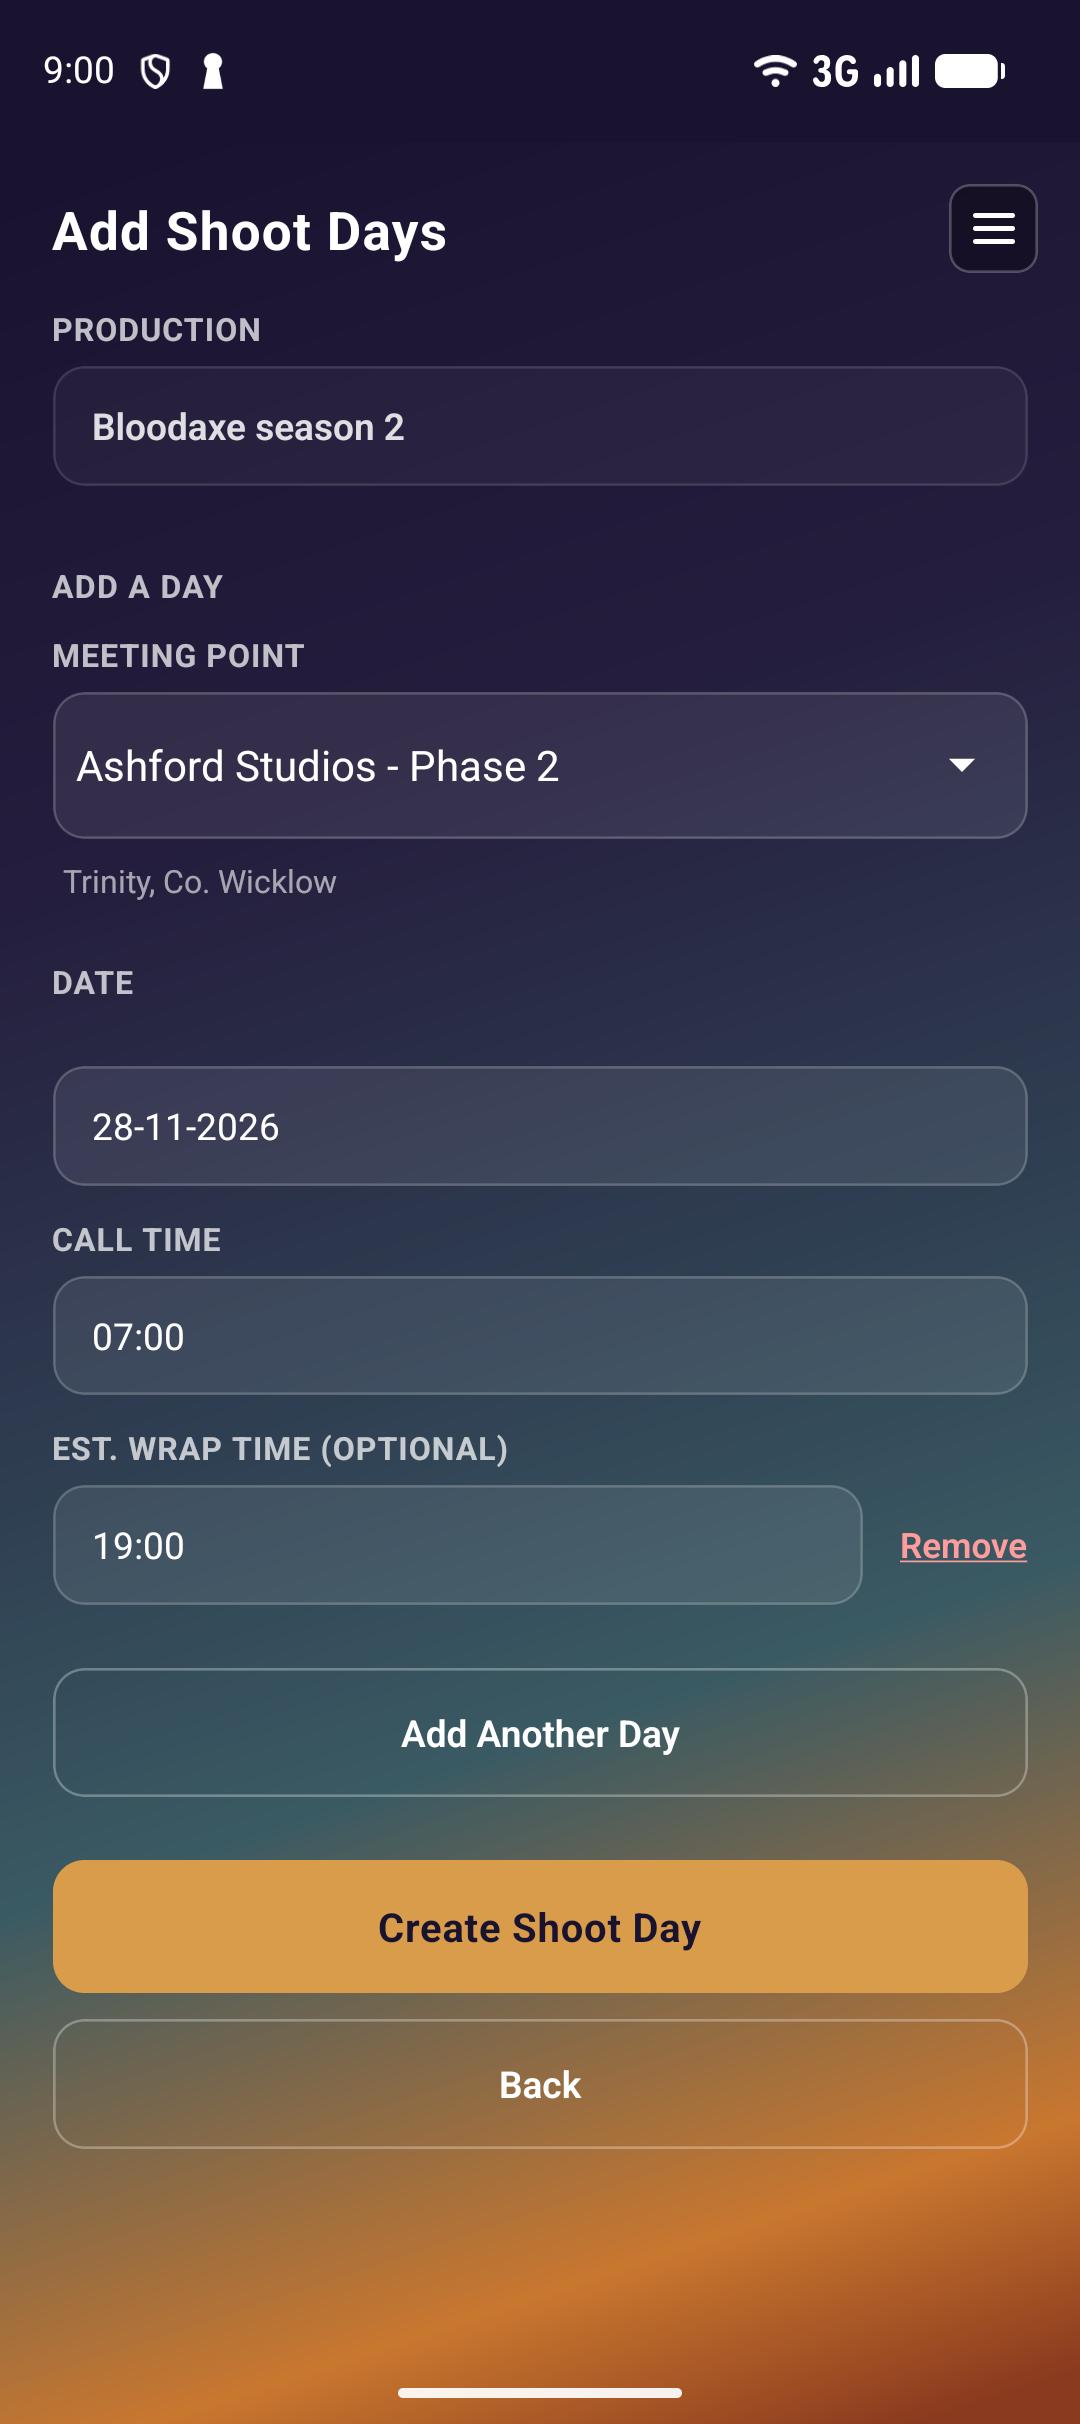 9:00
3G
Add Shoot Days
PRODUCTION
Bloodaxe season 2
ADD A DAY
MEETING POINT
Ashford Studios - Phase 2
Trinity, Co. Wicklow
DATE
28-11-2026
CALL TIME
07:00
EST. WRAP TIME (OPTIONAL)
19:00
Remove
Add Another Day
Create Shoot Day
Back